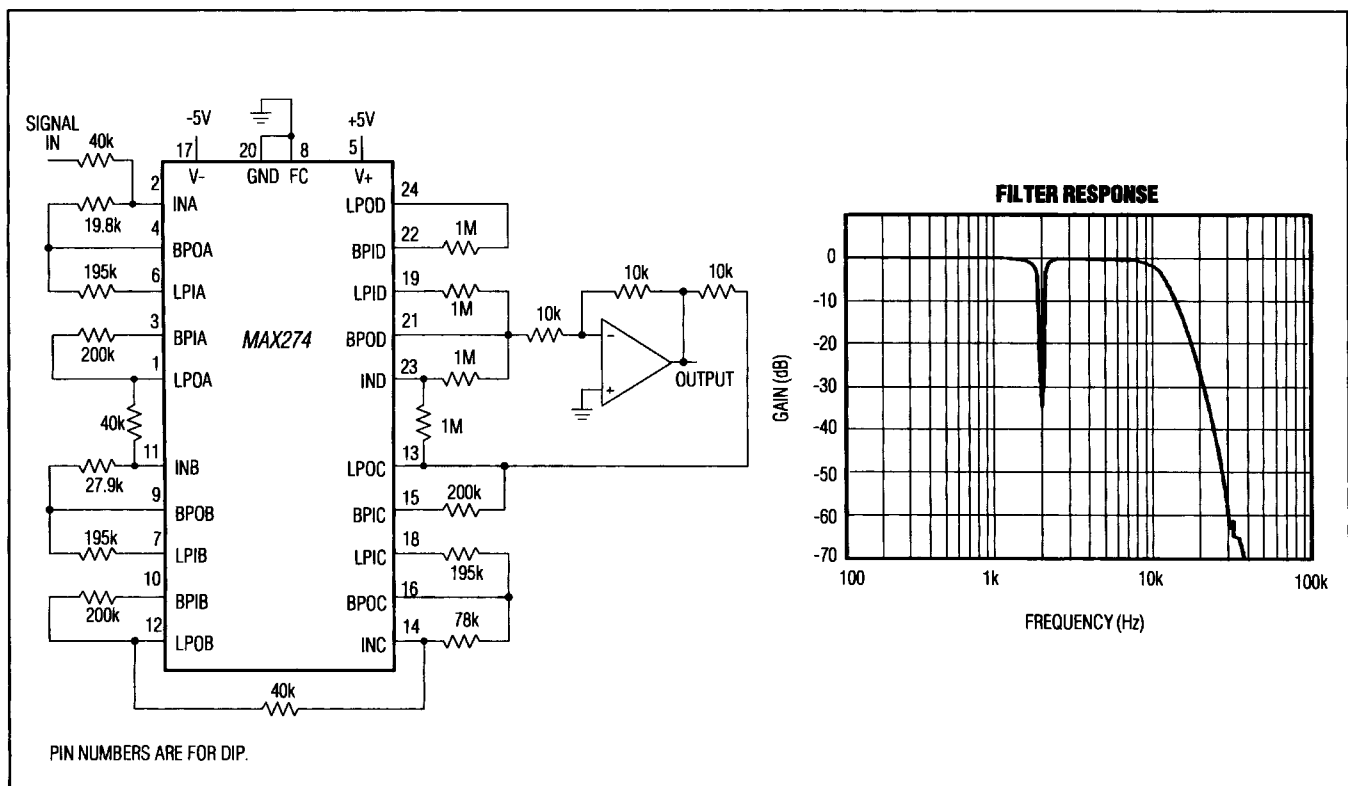 SIGNAL
IN
40k
-5V
+5V
17
20
8
5
V-
GND
FC
V+
2
INA
19.8k
4
BPOA
195k
6
LPIA
3
BPIA
200k
1
LPOA
40k
11
INB
27.9k
9
BPOB
195k
7
LPIB
10
BPIB
200k
12
LPOB
40k
MAX274
24
LPOD
1M
22
BPID
19
LPID
1M
21
BPOD
23
IND
1M
1M
13
LPOC
200k
15
BPIC
18
LPIC
195k
16
BPOC
78k
14
INC
10k
10k
10k
-
+
OUTPUT
PIN NUMBERS ARE FOR DIP.
FILTER RESPONSE
GAIN (dB)
0
-10
-20
-30
-40
-50
-60
-70
100
1k
10k
100k
FREQUENCY (Hz)